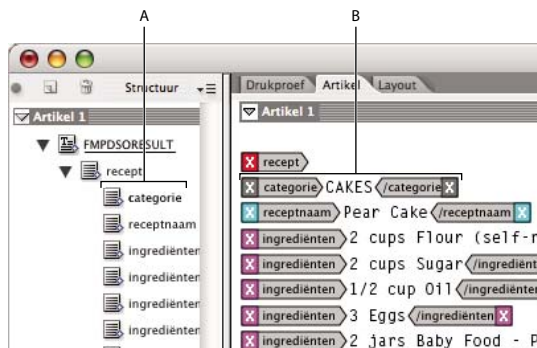 A B
Structuur
Drukproef Artikel Layout
Artikel 1
Artikel 1
FMPDSORESULT
recept
categorie
receptnaam
ingrediënten
ingrediënten
ingrediënten
ingrediënten
X recept
X categorie CAKES /categorie X
X receptnaam Pear Cake /receptnaam X
X ingrediënten 2 cups Flour (self-r
X ingrediënten 2 cups Sugar /ingrediënt
X ingrediënten 1/2 cup Oil /ingrediënten
X ingrediënten 3 Eggs /ingrediënten X
X ingrediënten 2 jars Baby Food - P